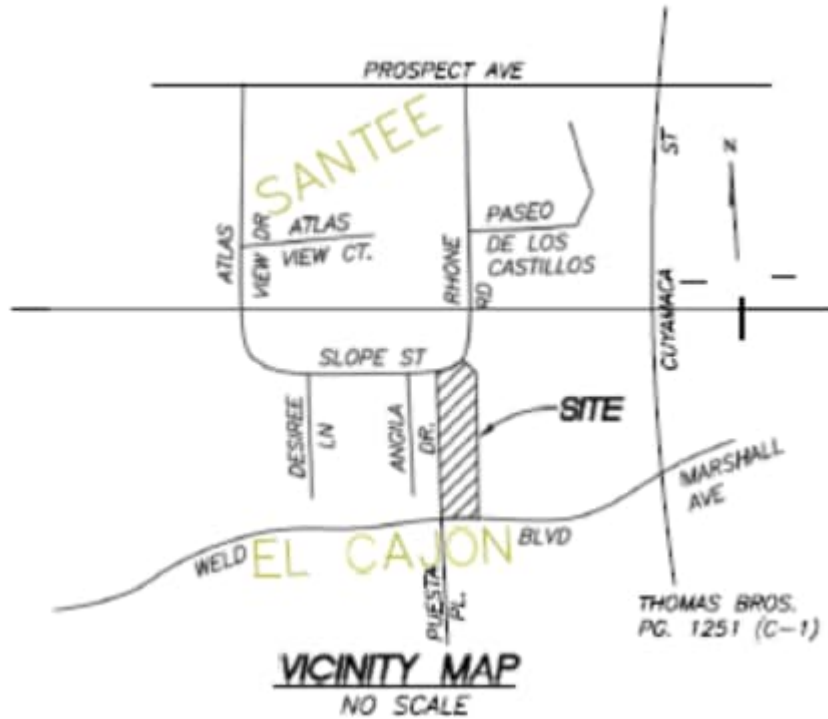 PROSPECT AVE
SANTEE
ST
N
ATLAS
VIEW DR
ATLAS
VIEW CT.
RHONE
RD
PASEO
DE LOS
CASTILLOS
CUYAMACA
SLOPE ST
DESIREE
LN
ANGILA
DR.
SITE
MARSHALL
AVE
WELD
EL CAJON
BLVD
PUESTA
PL.
THOMAS BROS.
PG. 1251 (C-1)
VICINITY MAP
NO SCALE